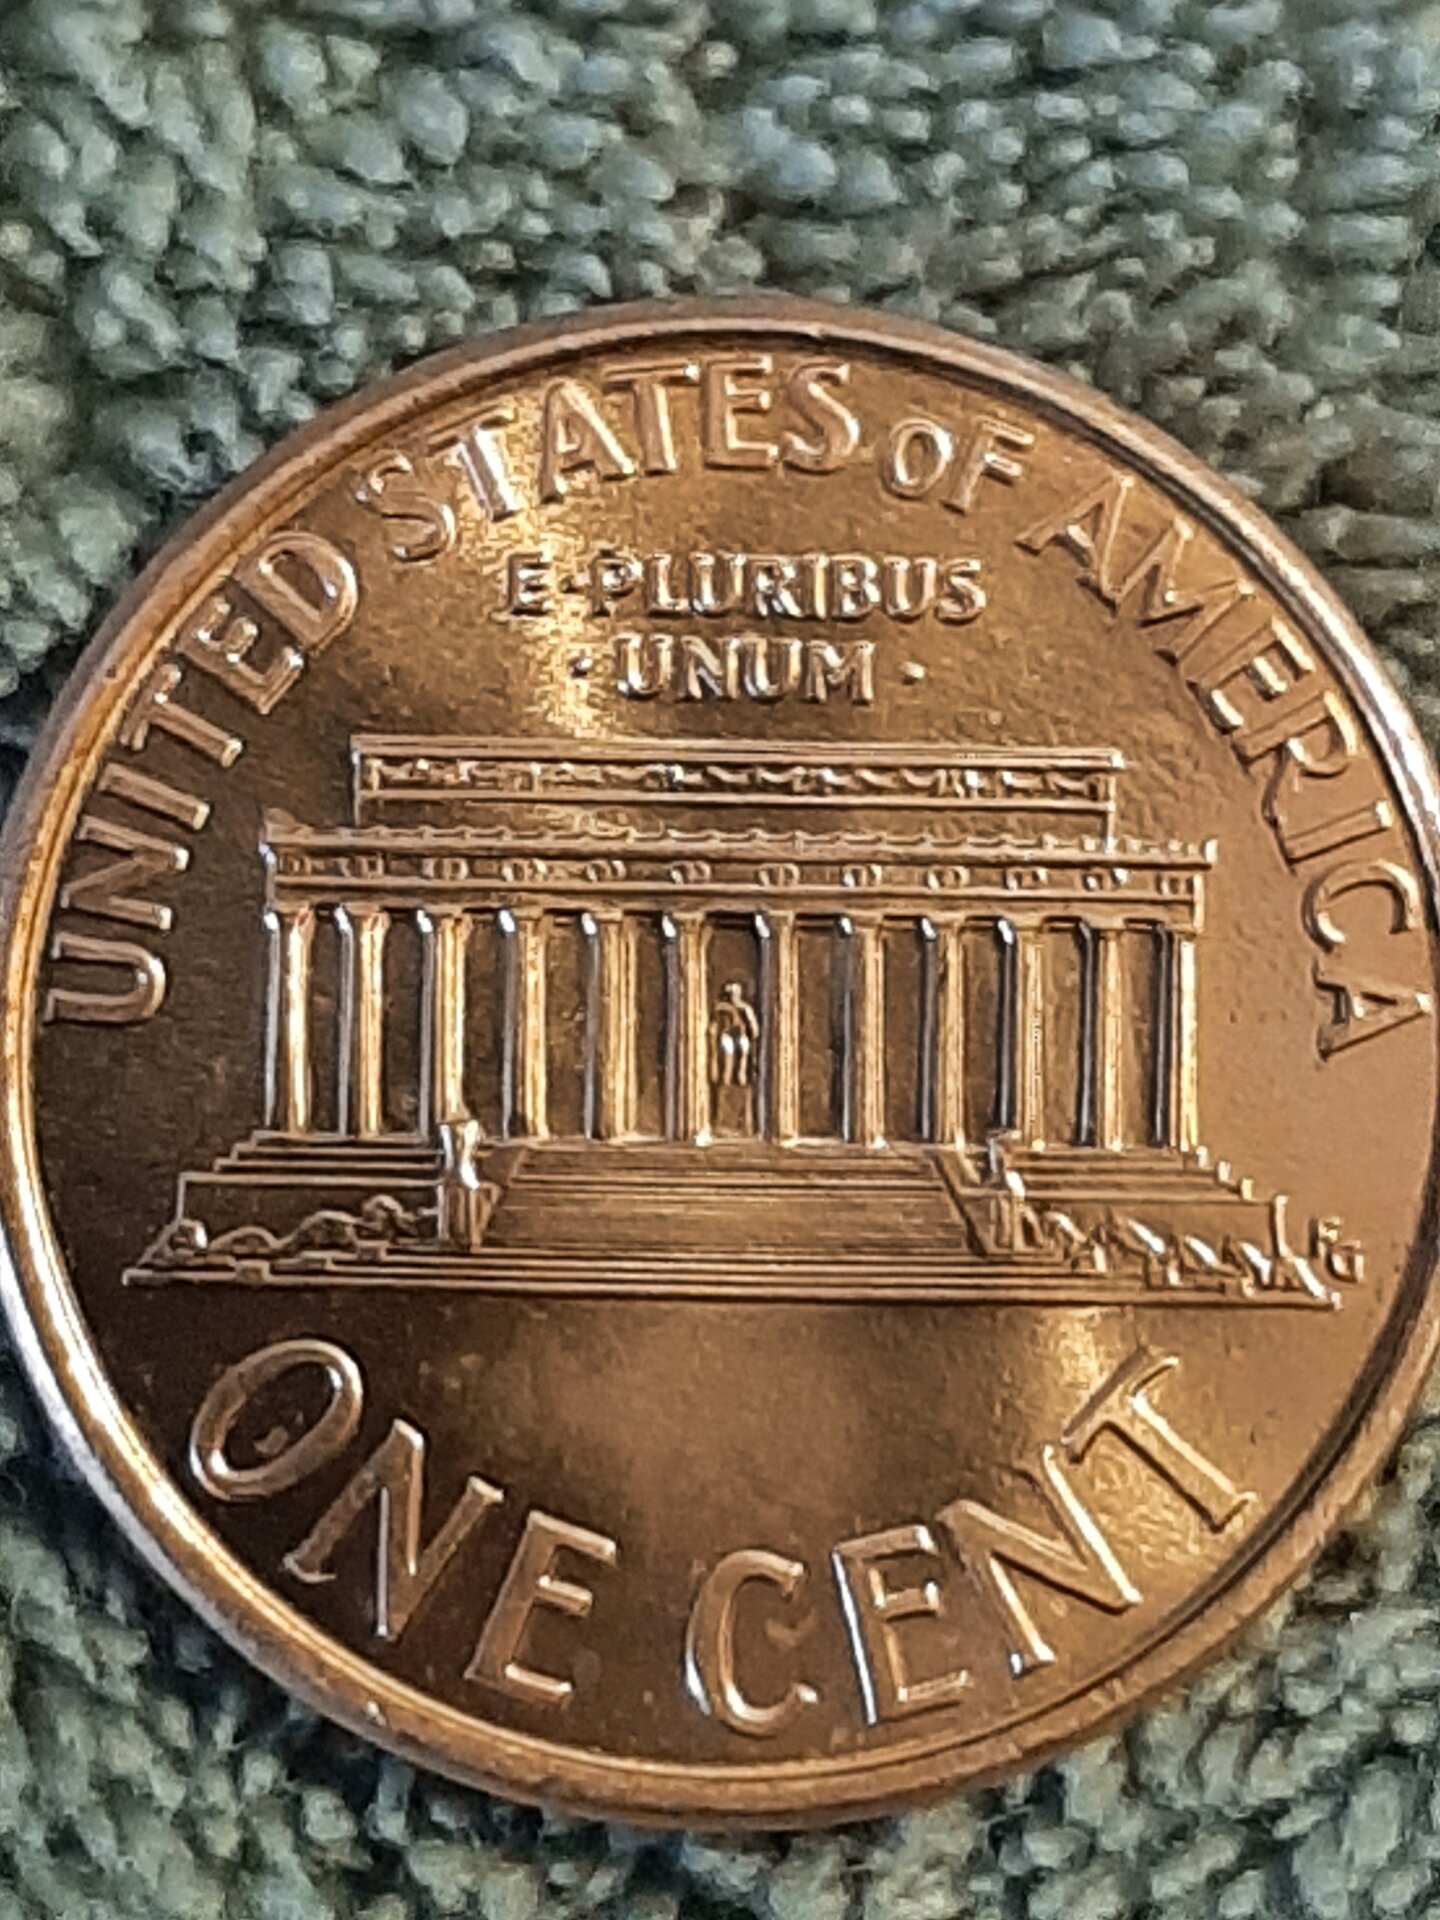 UNITED STATES OF AMERICA
E·PLURIBUS
·UNUM·
FG
ONE CENT